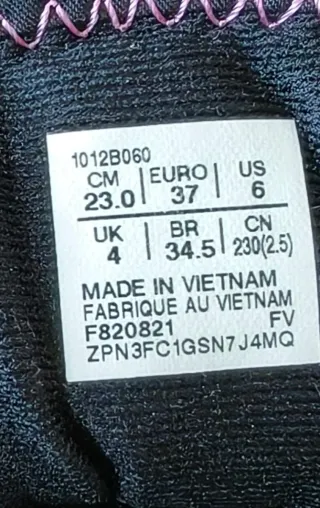 1012B060
CM EURO US
23.0 37 6
UK BR CN
4 34.5 230(2.5)
MADE IN VIETNAM
FABRIQUE AU VIETNAM
F820821 FV
ZPN3FC1GSN7J4MQ